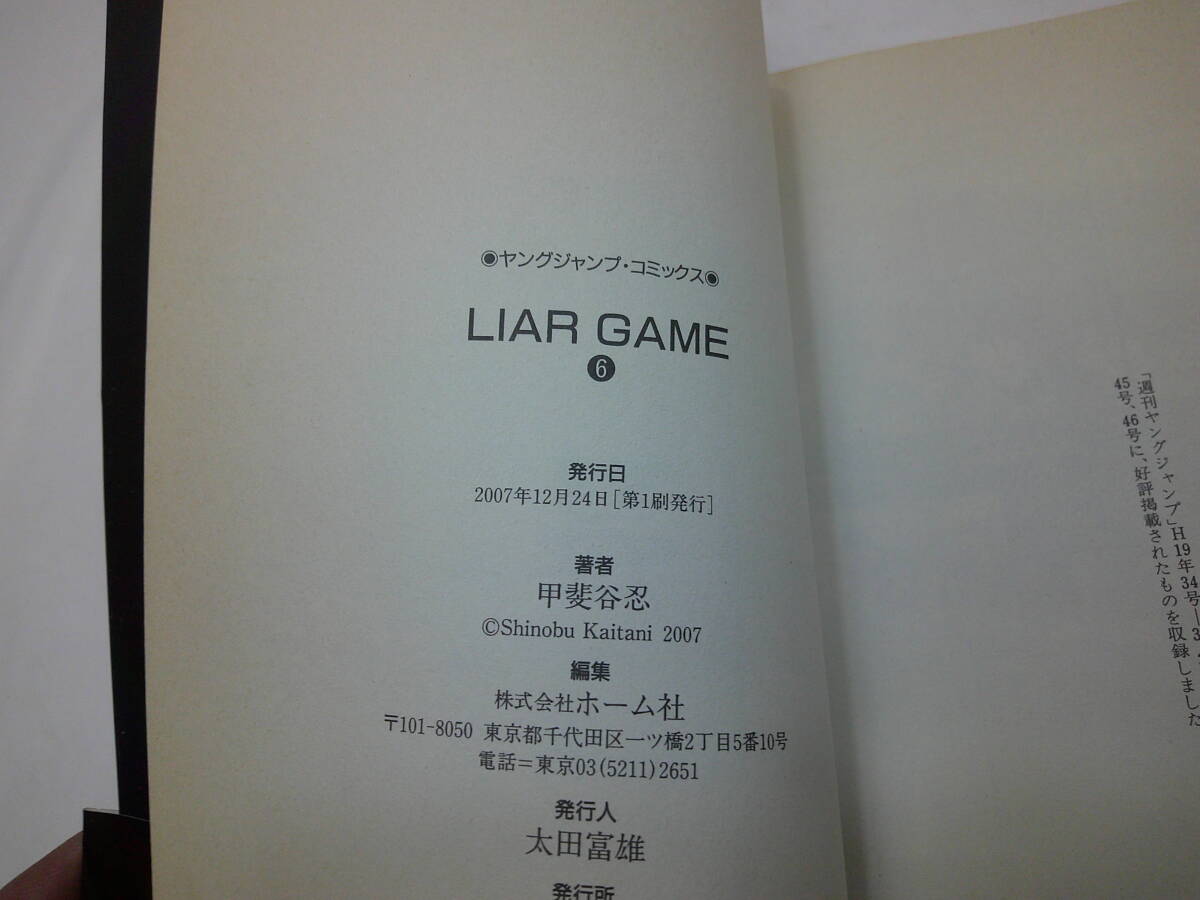 ◉ヤングジャンプ・コミックス◉
LIAR GAME
❻
発行日
2007年12月24日[第1刷発行]
著者
甲斐谷忍
©Shinobu Kaitani 2007
編集
株式会社ホーム社
〒101-8050 東京都千代田区一ツ橋2丁目5番10号
電話＝東京03(5211)2651
発行人
太田富雄
発行所
「週刊ヤングジャンプ」H19年34号―3
45号、46号に、好評掲載されたものを収録しました